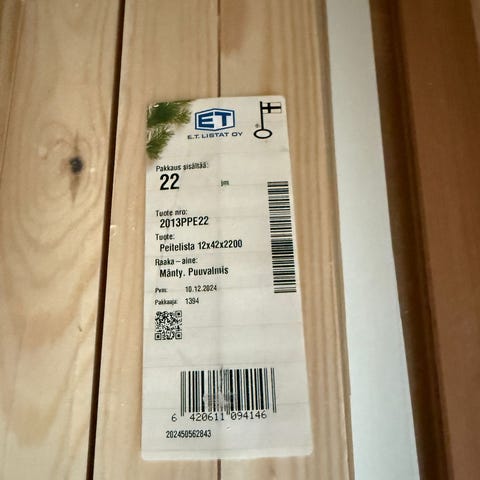 ET
E.T. LISTAT OY
Pakkaus sisältää:
22 jm
Tuote nro:
2013PPE22
Tuote:
Peitelista 12x42x2200
Raaka-aine:
Mänty, Puuvalmis
Pvm: 10.12.2024
Pakkaaja: 1394
6 420611 094146
202450562843